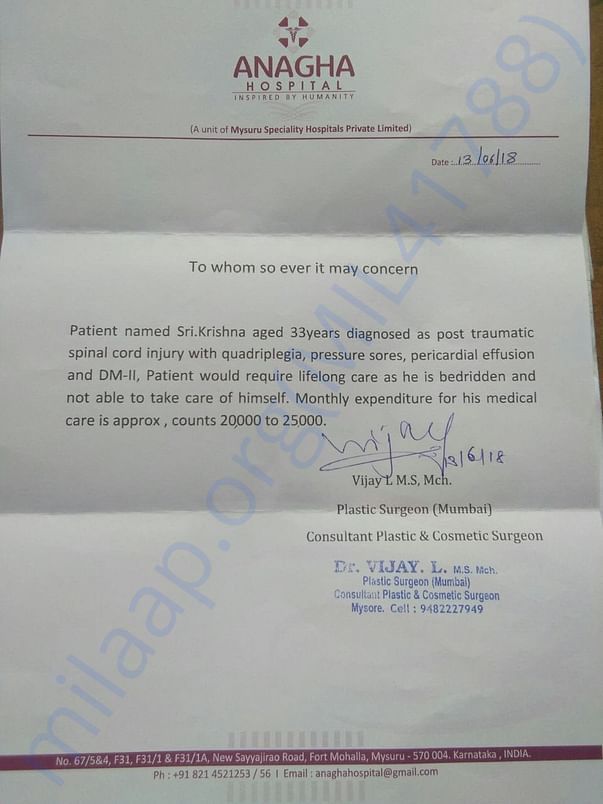 ANAGHA
HOSPITAL
INSPIRED BY HUMANITY
(A unit of Mysuru Speciality Hospitals Private Limited)
Date :..13/06/18
To whom so ever it may concern
Patient named Sri.Krishna aged 33years diagnosed as post traumatic
spinal cord injury with quadriplegia, pressure sores, pericardial effusion
and DM-II, Patient would require lifelong care as he is bedridden and
not able to take care of himself. Monthly expenditure for his medical
care is approx , counts 20000 to 25000.
Vijay
13/6/18
Vijay L M.S, Mch.
Plastic Surgeon (Mumbai)
Consultant Plastic & Cosmetic Surgeon
Dr. VIJAY. L. M.S. Mch.
Plastic Surgeon (Mumbai)
Consultant Plastic & Cosmetic Surgeon
Mysore. Cell : 9482227949
No. 67/5&4, F31, F31/1 & F31/1A, New Sayyajirao Road, Fort Mohalla, Mysuru - 570 004. Karnataka , INDIA.
Ph : +91 821 4521253 / 56 I Email : anaghahospital@gmail.com
milaap.org(MIL41788)